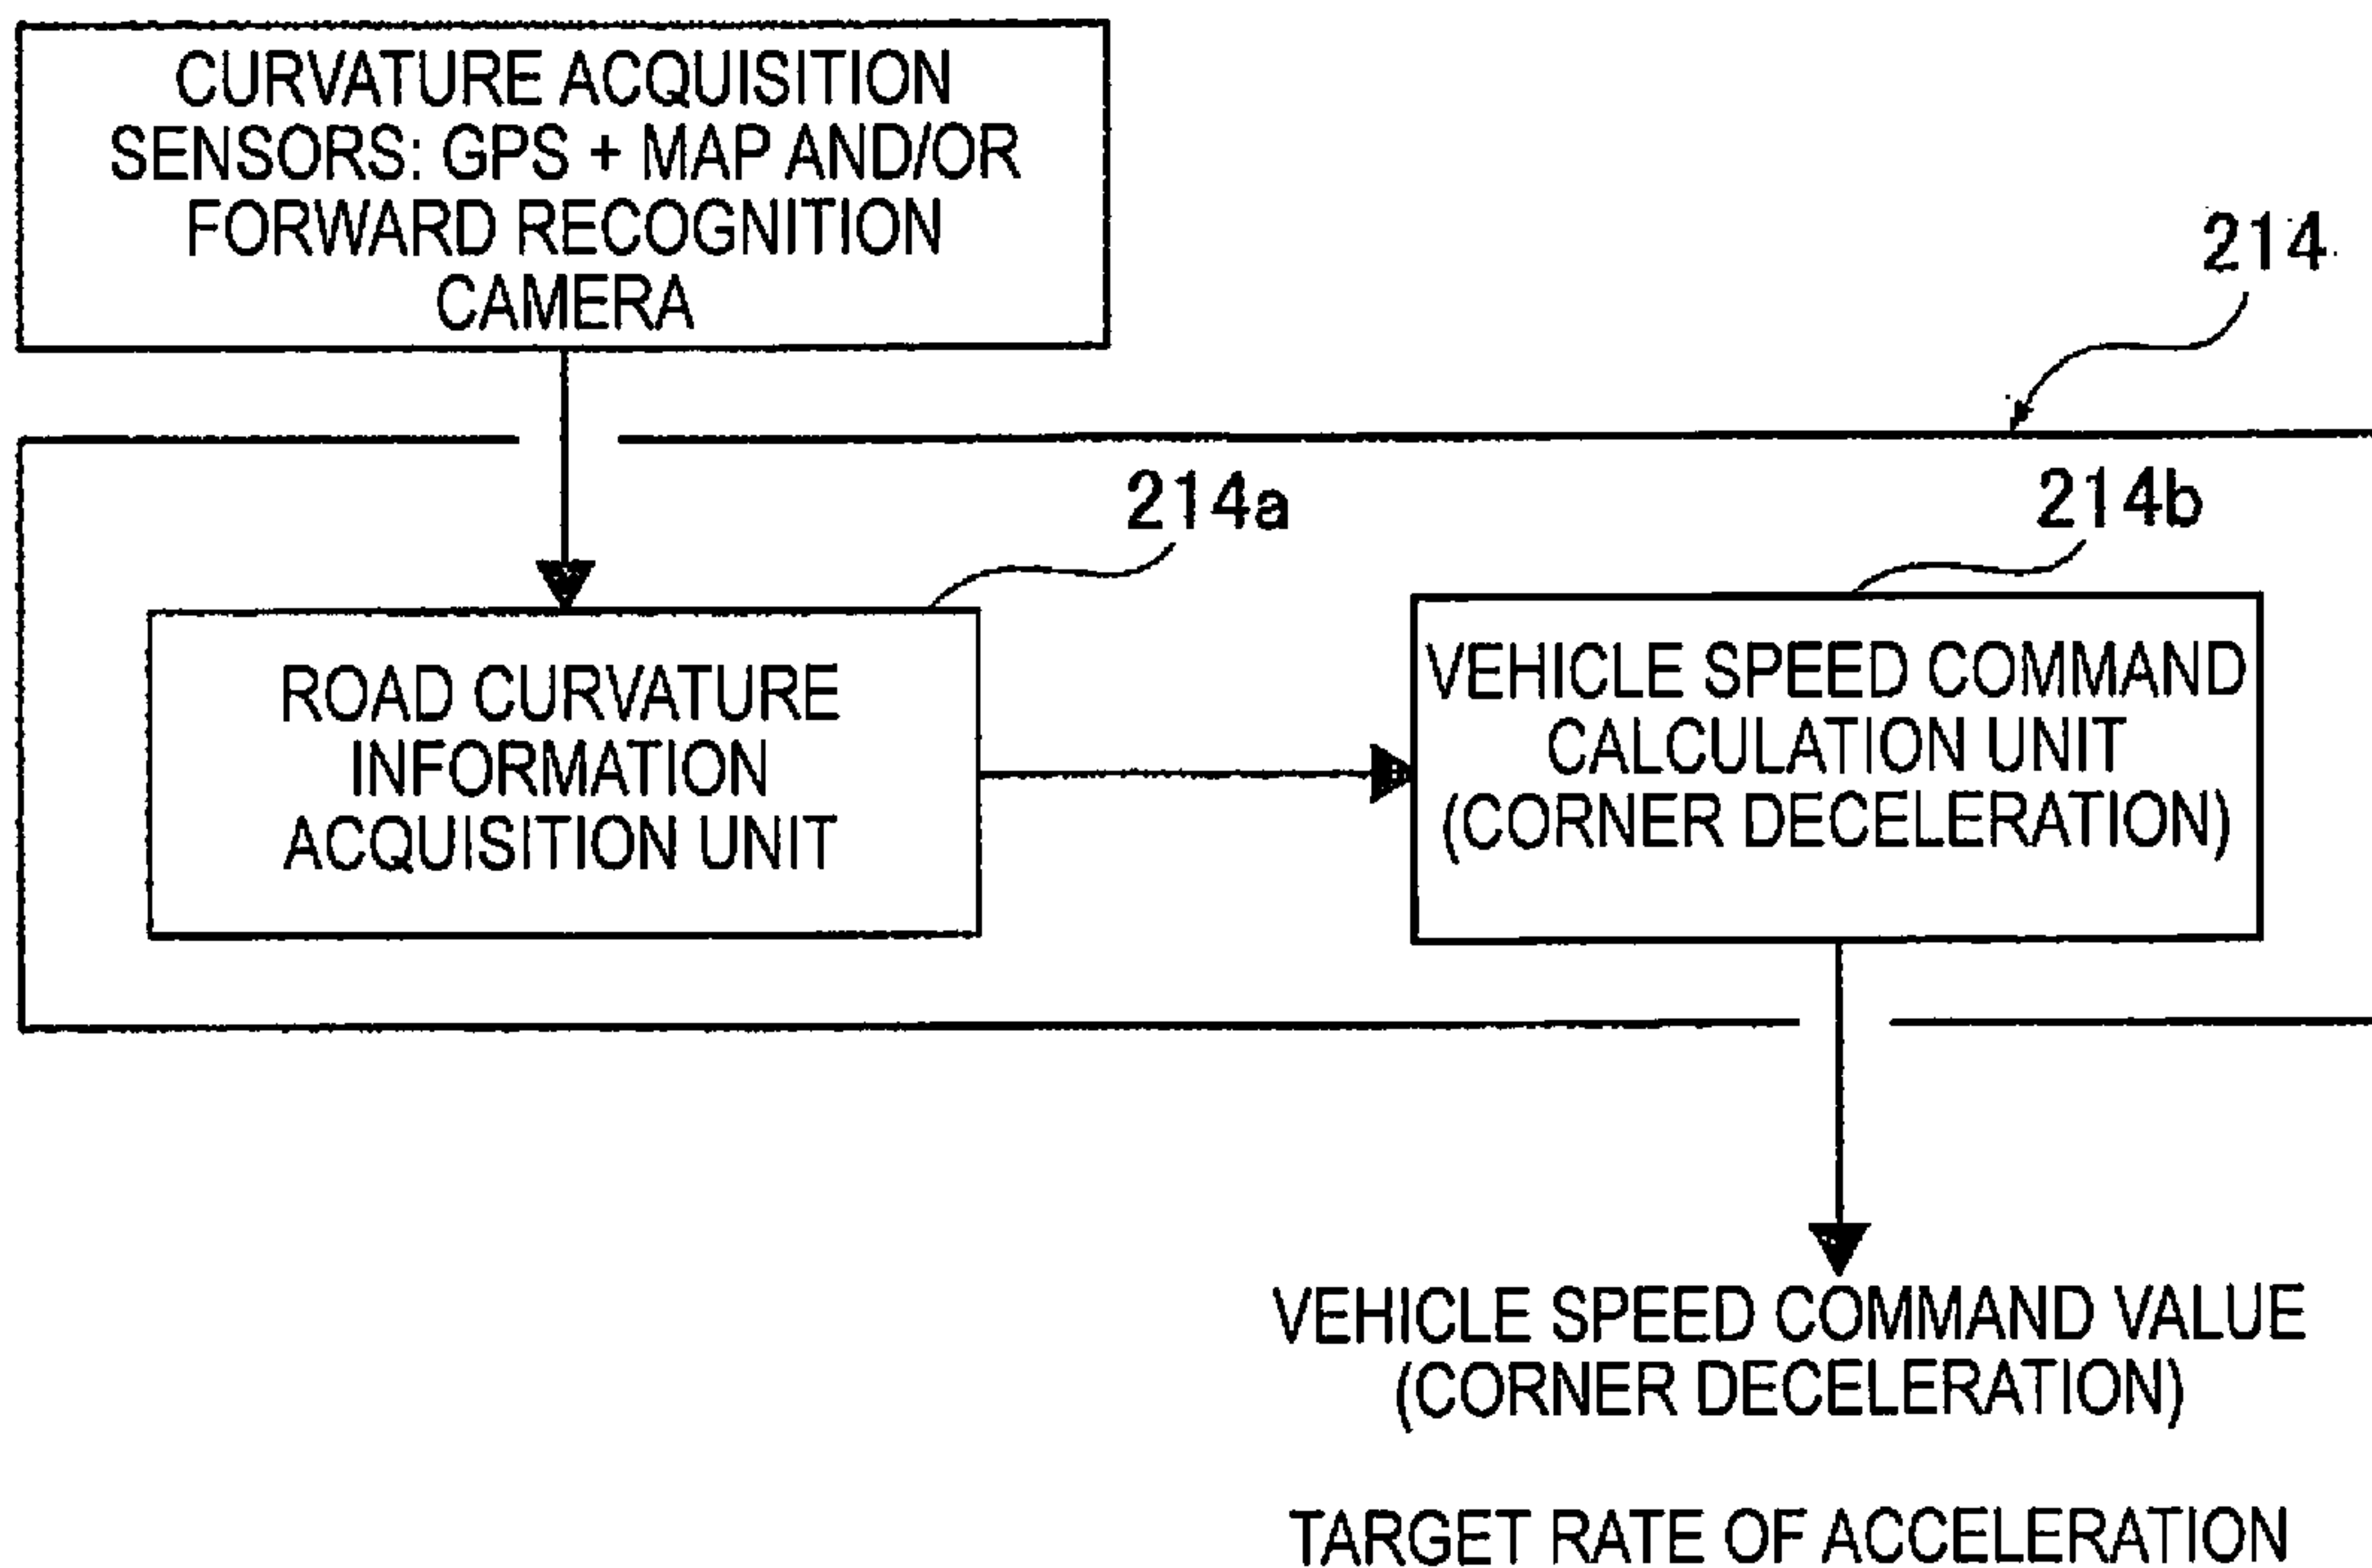 CURVATURE ACQUISITION
SENSORS: GPS + MAP AND/OR
FORWARD RECOGNITION
CAMERA
214
214a
214b
ROAD CURVATURE
INFORMATION
ACQUISITION UNIT
VEHICLE SPEED COMMAND
CALCULATION UNIT
(CORNER DECELERATION)
VEHICLE SPEED COMMAND VALUE
(CORNER DECELERATION)
TARGET RATE OF ACCELERATION